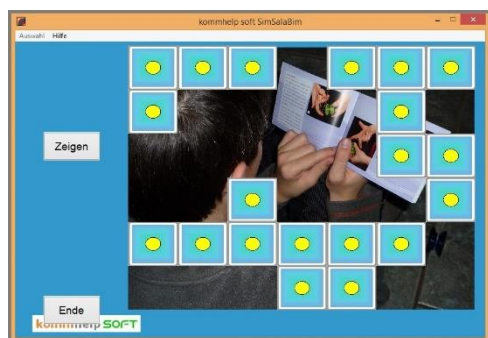 kommhelp soft SimSalaBim
Auswahl Hilfe
Zeigen
Ende
kommhelp SOFT